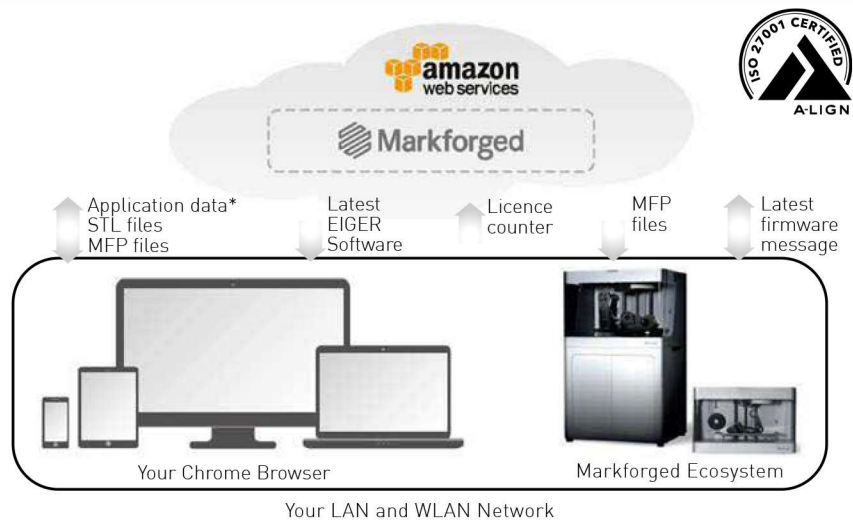 ISO 27001 CERTIFIED
A-LIGN
amazon
web services
Markforged
Application data*
STL files
MFP files
Latest
EIGER
Software
Licence
counter
MFP
files
Latest
firmware
message
Your Chrome Browser
Markforged Ecosystem
Your LAN and WLAN Network